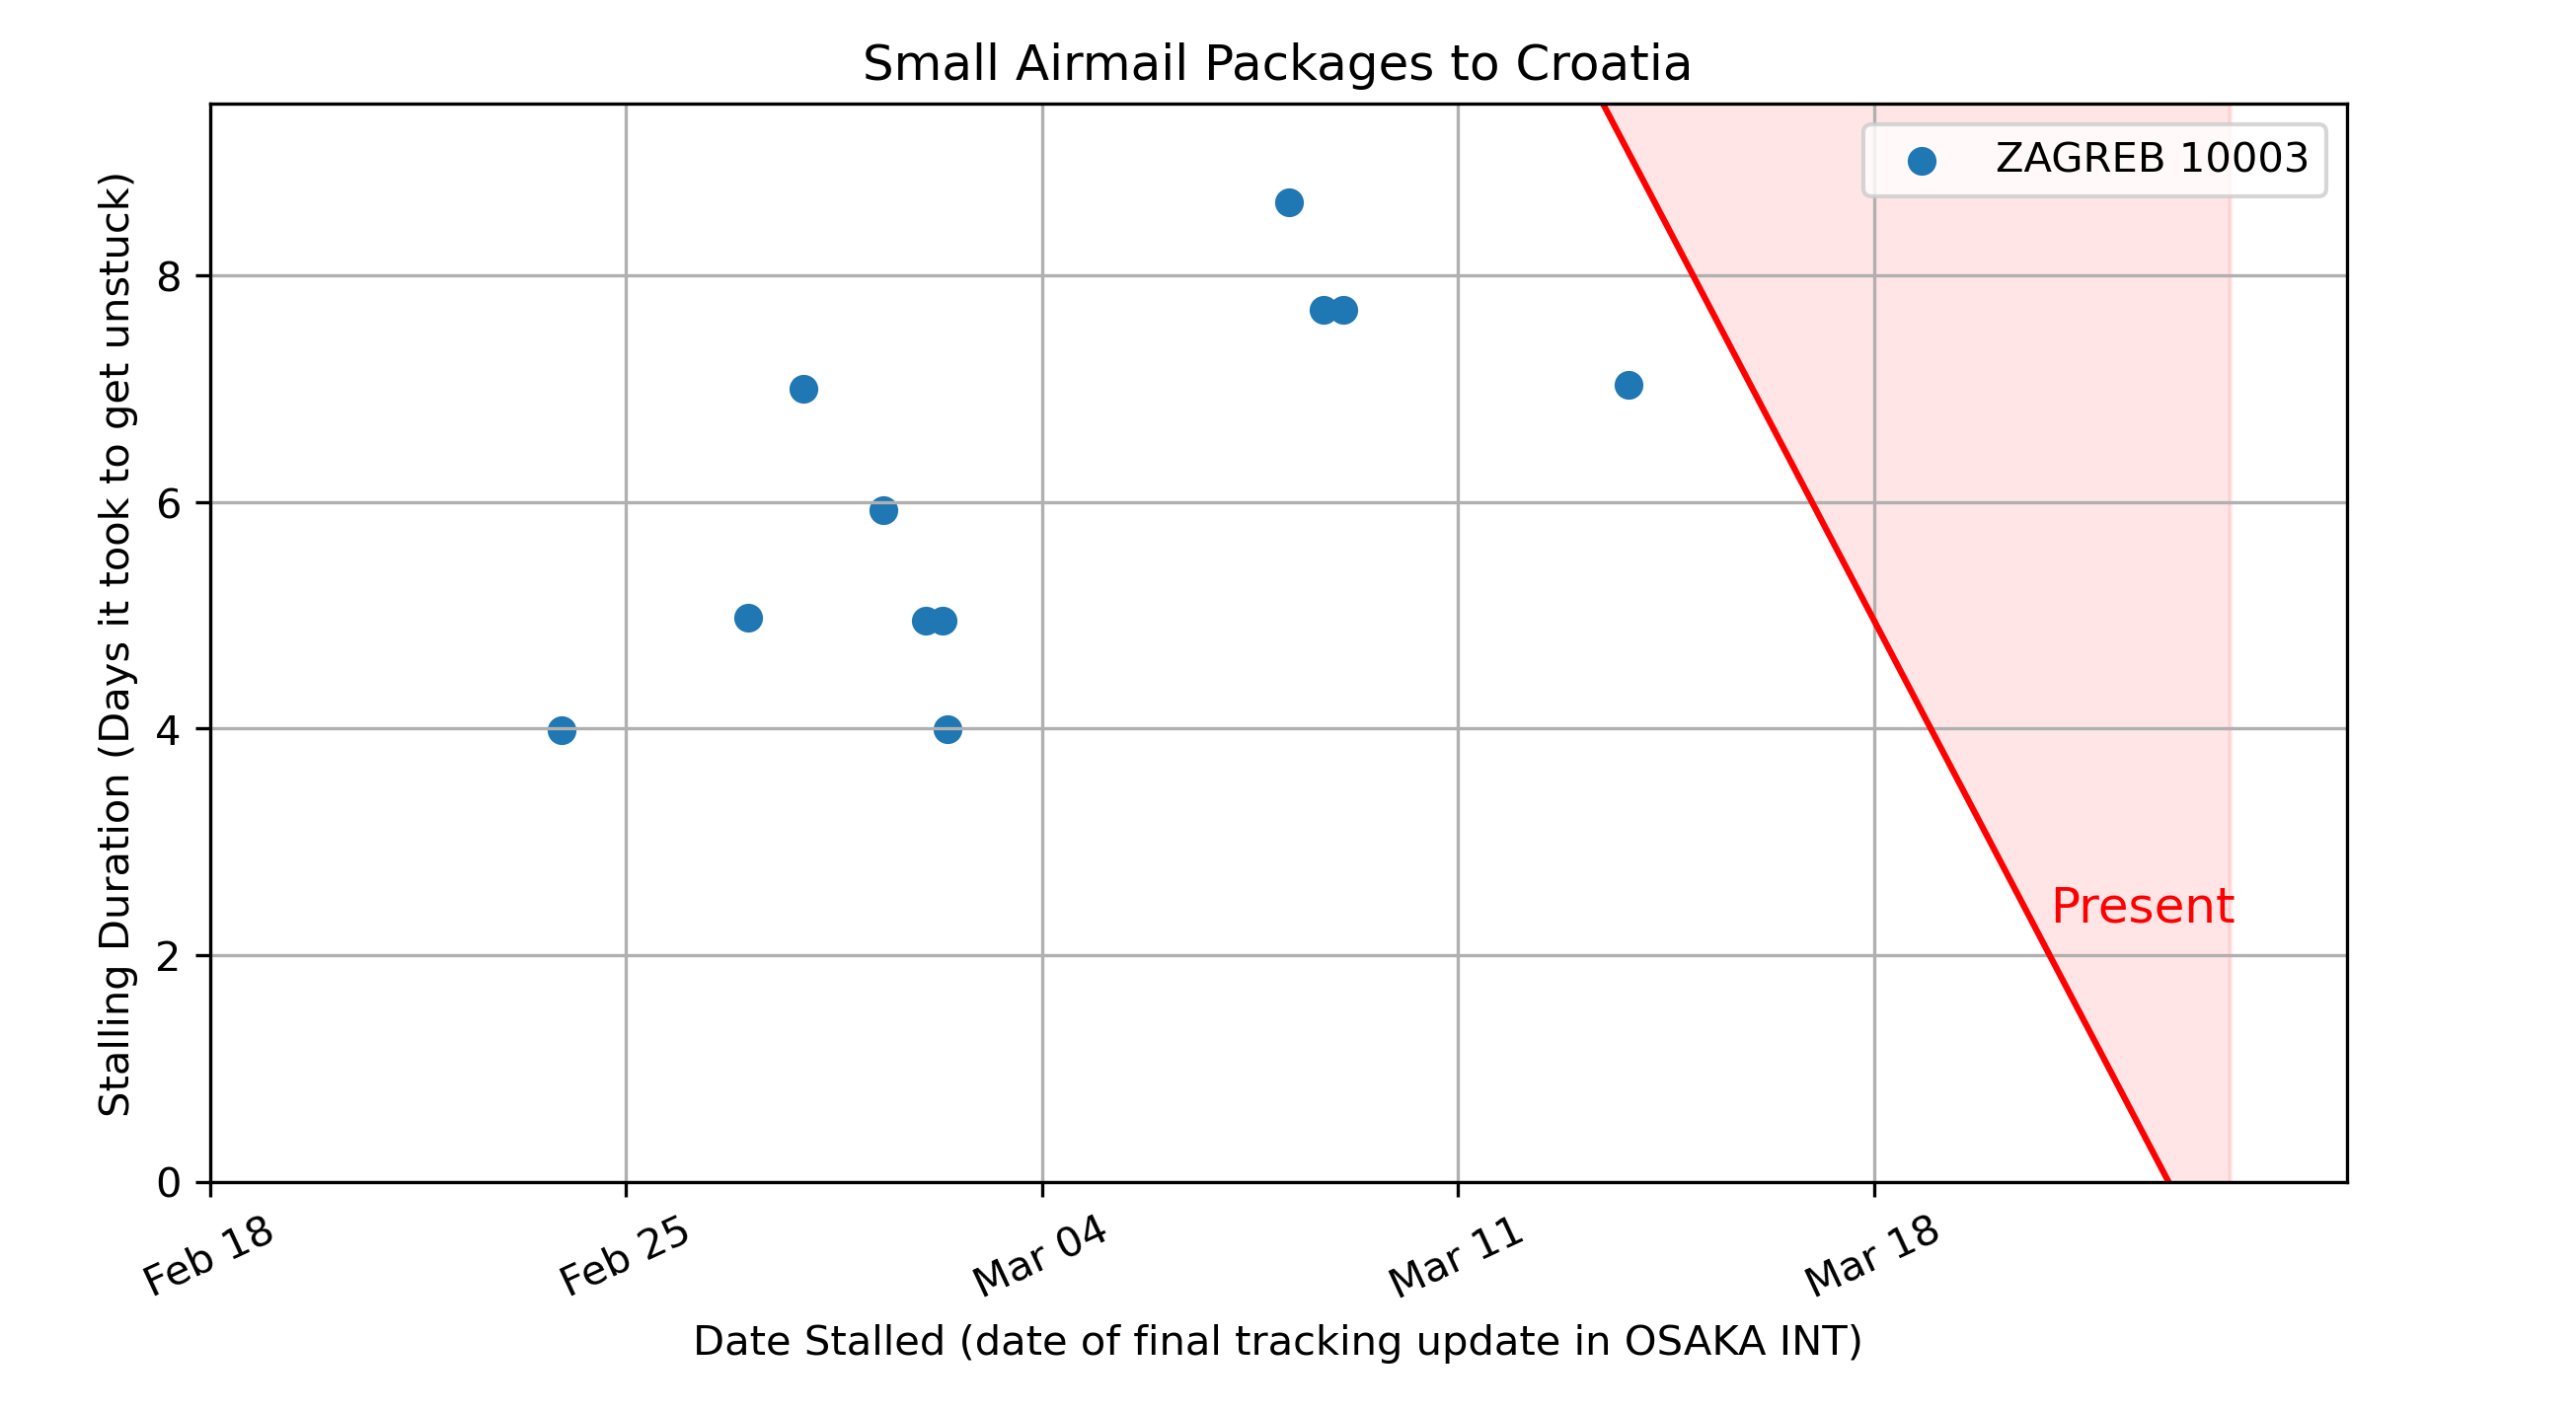 Small Airmail Packages to Croatia
ZAGREB 10003
Stalling Duration (Days it took to get unstuck)
8
6
4
2
0
Present
Feb 18
Feb 25
Mar 04
Mar 11
Mar 18
Date Stalled (date of final tracking update in OSAKA INT)